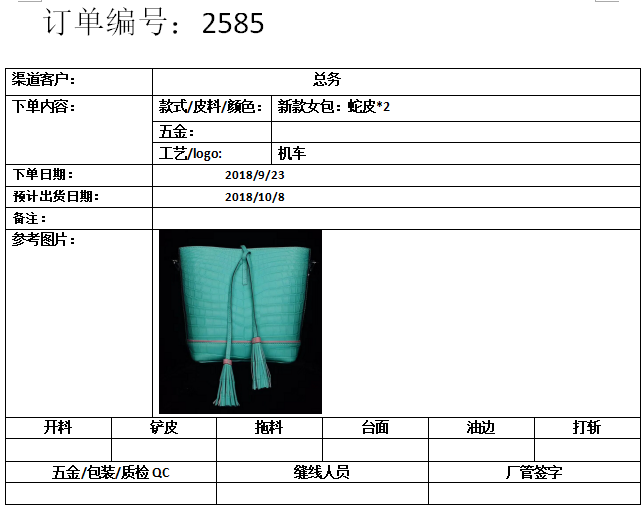 订单编号：2585
渠道客户： 总务
下单内容： 款式/皮料/颜色： 新款女包：蛇皮*2
五金：
工艺/logo: 机车
下单日期： 2018/9/23
预计出货日期： 2018/10/8
备注：
参考图片：
开料 铲皮 拖料 台面 油边 打斩
五金/包装/质检 QC 缝线人员 厂管签字